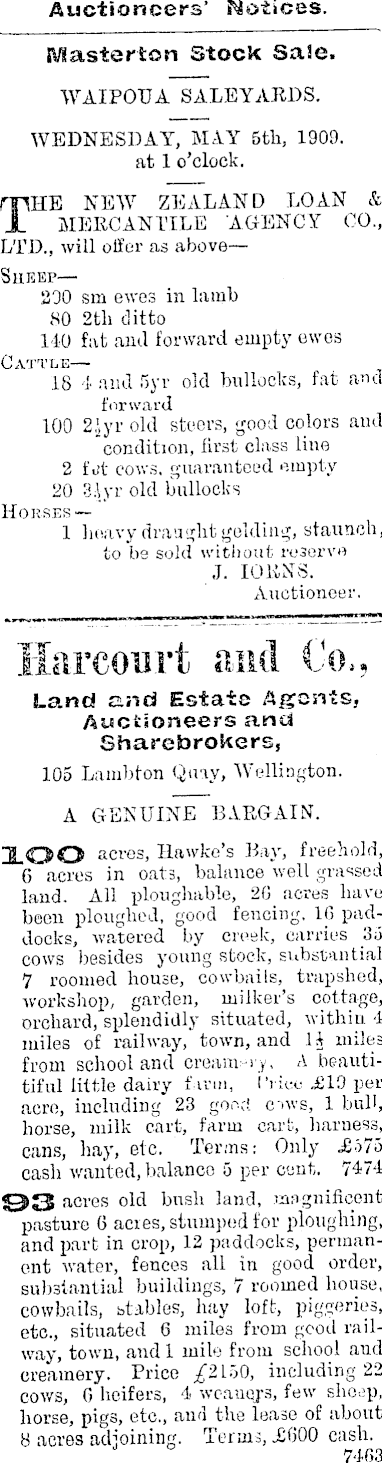 Auctioneers' Notices.
Masterton Stock Sale.
WAIPOUA SALEYARDS.
WEDNESDAY, MAY 5th, 1909.
at 1 o'clock.
THE NEW ZEALAND LOAN &
MERCANTILE AGENCY CO.,
LTD., will offer as above—
SHEEP—
200 sm ewes in lamb
80 2th ditto
140 fat and forward empty ewes
CATTLE—
18 4 and 5yr old bullocks, fat and
forward
100 2½yr old steers, good colors and
condition, first class line
2 fat cows, guaranteed empty
20 3½yr old bullocks
HORSES—
1 heavy draught gelding, staunch,
to be sold without reserve
J. IORNS.
Auctioneer.
Harcourt and Co.,
Land and Estate Agents,
Auctioneers and
Sharebrokers,
105 Lambton Quay, Wellington.
A GENUINE BARGAIN.
100 acres, Hawke's Bay, freehold,
6 acres in oats, balance well grassed
land. All ploughable, 26 acres have
been ploughed, good fencing, 16 pad-
docks, watered by creek, carries 35
cows besides young stock, substantial
7 roomed house, cowbails, trapshed,
workshop, garden, milker's cottage,
orchard, splendidly situated, within 4
miles of railway, town, and 1½ miles
from school and creamery. A beauti-
tiful little dairy farm, Price £19 per
acre, including 23 good cows, 1 bull,
horse, milk cart, farm cart, harness,
cans, hay, etc. Terms: Only £575
cash wanted, balance 5 per cent. 7474
93 acres old bush land, magnificent
pasture 6 acres, stumped for ploughing,
and part in crop, 12 paddocks, perman-
ent water, fences all in good order,
substantial buildings, 7 roomed house,
cowbails, stables, hay loft, piggeries,
etc., situated 6 miles from good rail-
way, town, and 1 mile from school and
creamery. Price £2150, including 22
cows, 6 heifers, 4 weaners, few sheep,
horse, pigs, etc., and the lease of about
8 acres adjoining. Terms, £600 cash.
7463